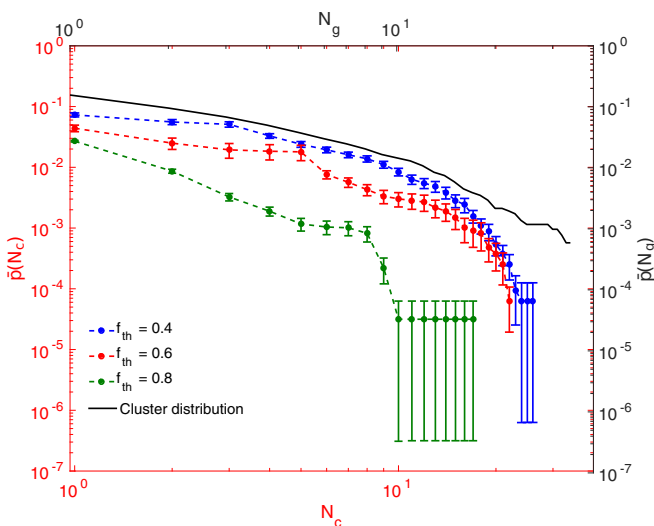 N_g
10^0 10^1
10^0 10^0
10^-1 10^-1
10^-2 10^-2
10^-3 10^-3
10^-4 10^-4
10^-5 10^-5
10^-6 10^-6
10^-7 10^-7
p̄(N_c)
p̄(N_g)
f_th = 0.4
f_th = 0.6
f_th = 0.8
Cluster distribution
10^0 10^1
N_c